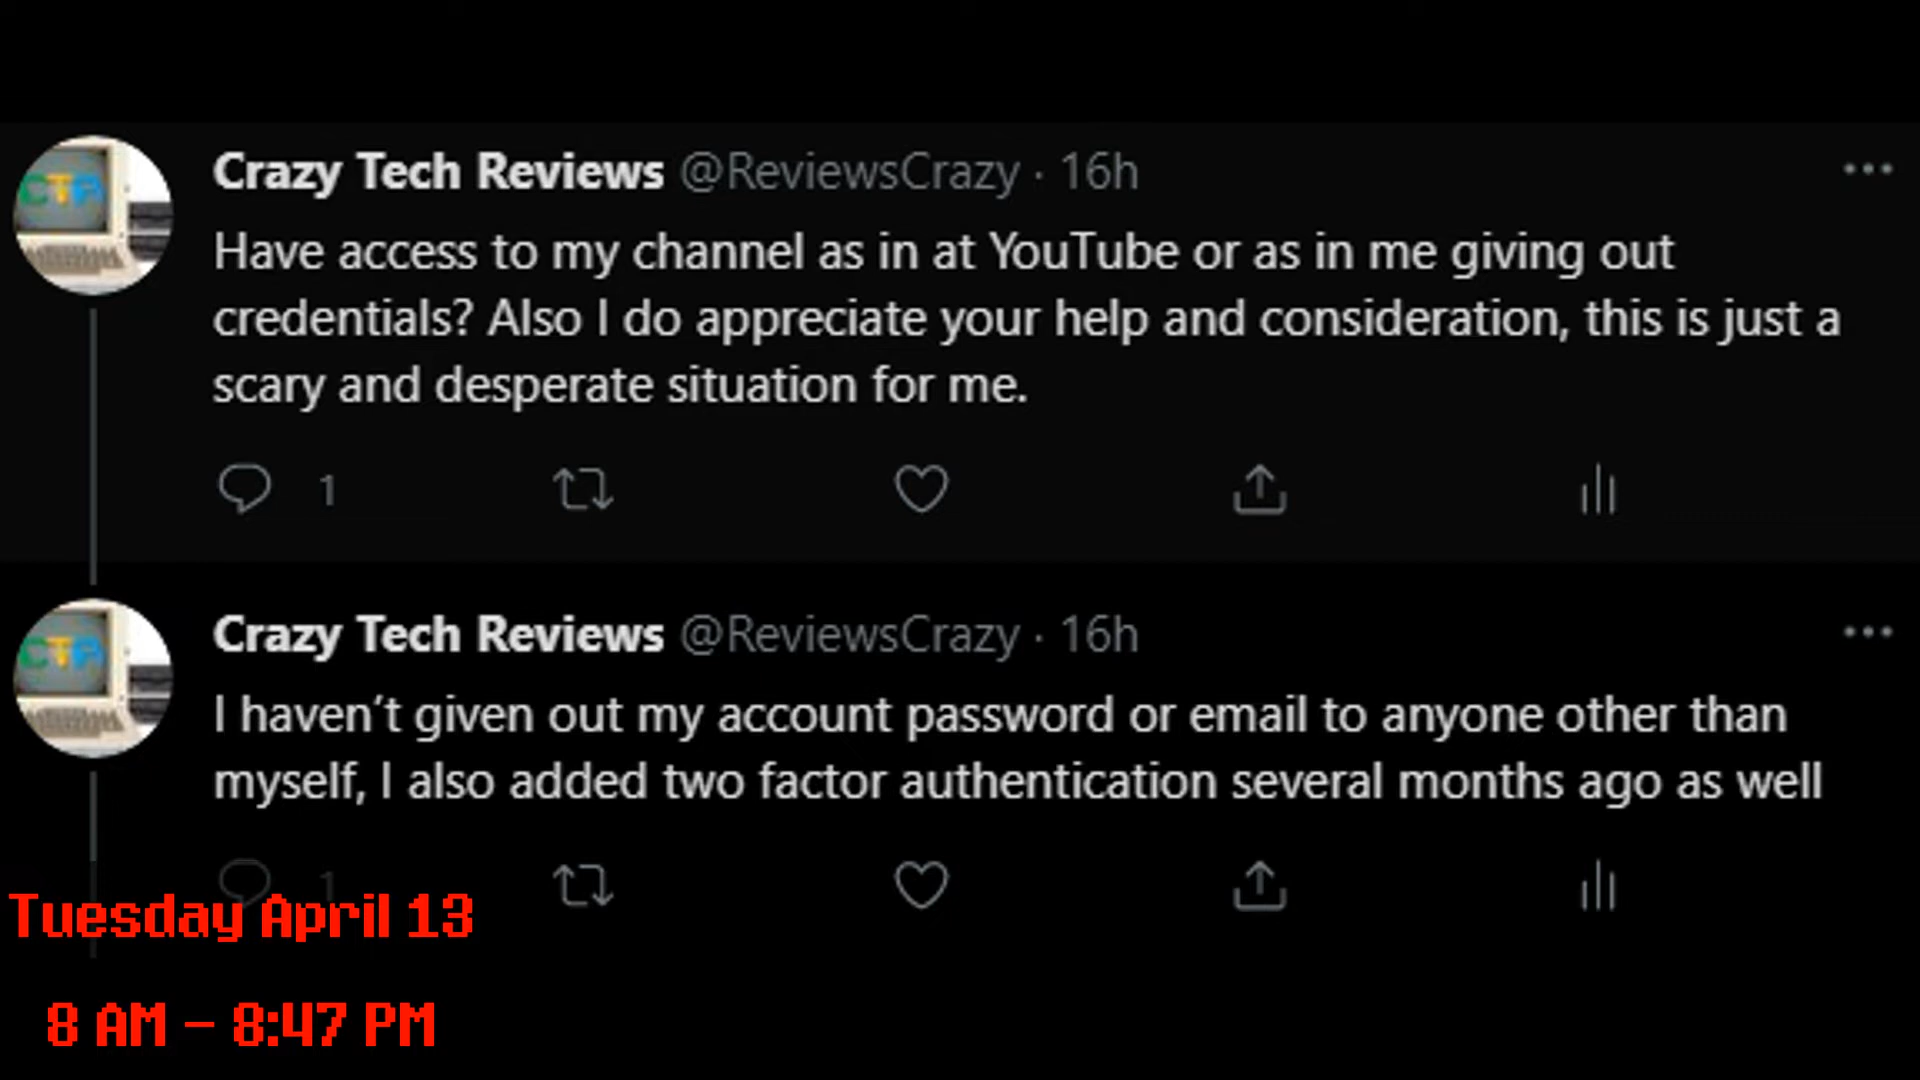 Crazy Tech Reviews @ReviewsCrazy · 16h
Have access to my channel as in at YouTube or as in me giving out
credentials? Also I do appreciate your help and consideration, this is just a
scary and desperate situation for me.
1
Crazy Tech Reviews @ReviewsCrazy · 16h
I haven’t given out my account password or email to anyone other than
myself, I also added two factor authentication several months ago as well
1
Tuesday April 13
8 AM – 8:47 PM
CTR
CTR